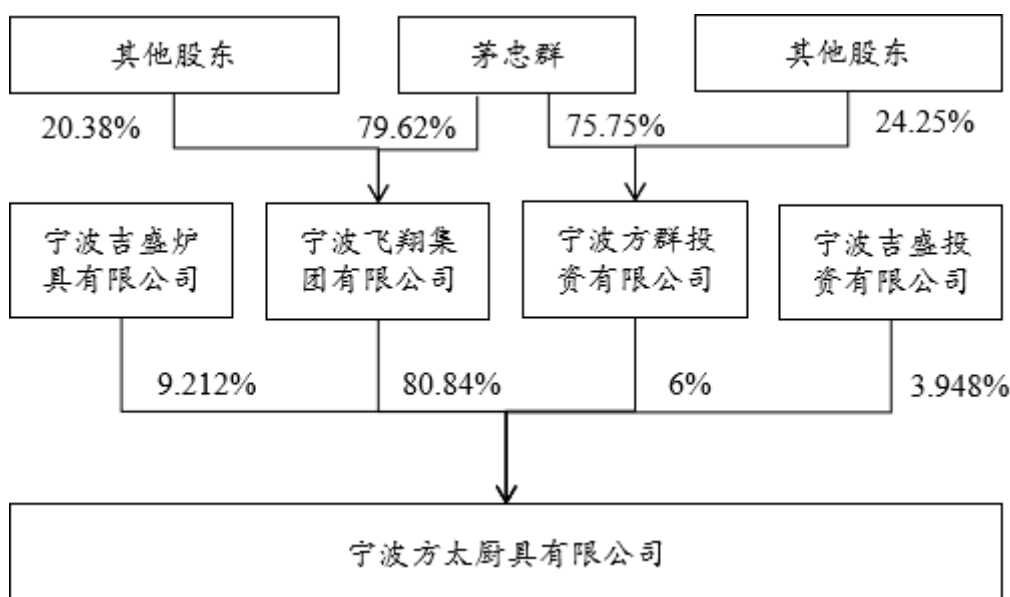 其他股东
茅忠群
其他股东
20.38%
79.62%
75.75%
24.25%
宁波吉盛炉
具有限公司
宁波飞翔集
团有限公司
宁波方群投
资有限公司
宁波吉盛投
资有限公司
9.212%
80.84%
6%
3.948%
宁波方太厨具有限公司